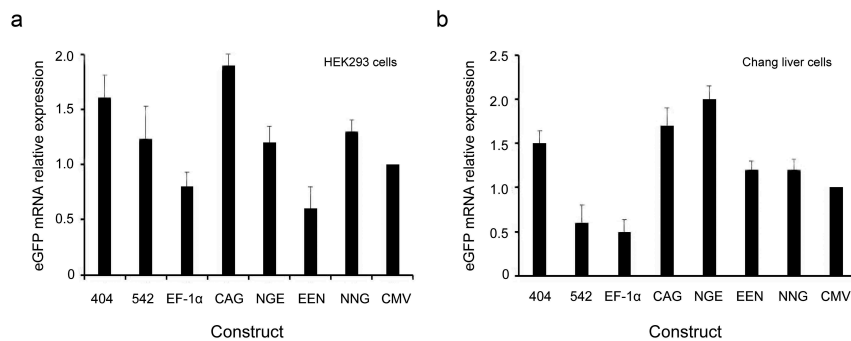 a
HEK293 cells
eGFP mRNA relative expression
2.0
1.5
1.0
0.5
0
404 542 EF-1α CAG NGE EEN NNG CMV
Construct
b
Chang liver cells
eGFP mRNA relative expression
2.5
2.0
1.5
1.0
0.5
0
404 542 EF-1α CAG NGE EEN NNG CMV
Construct